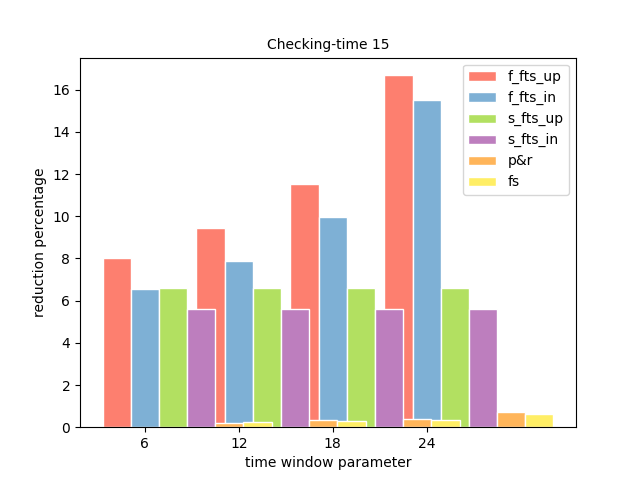 Checking-time 15
f_fts_up
f_fts_in
s_fts_up
s_fts_in
p&r
fs
reduction percentage
16
14
12
10
8
6
4
2
0
6 12 18 24
time window parameter